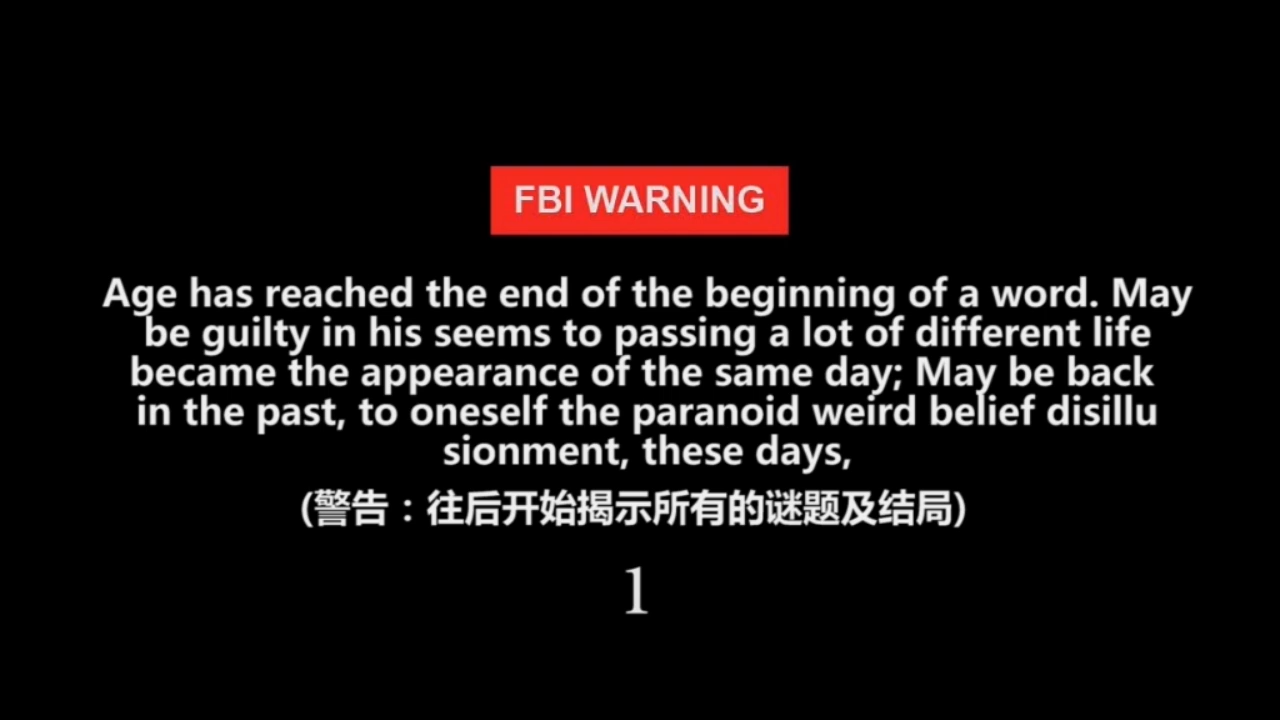 FBI WARNING
Age has reached the end of the beginning of a word. May
be guilty in his seems to passing a lot of different life
became the appearance of the same day; May be back
in the past, to oneself the paranoid weird belief disillu
sionment, these days,
(警告：往后开始揭示所有的谜题及结局)
1